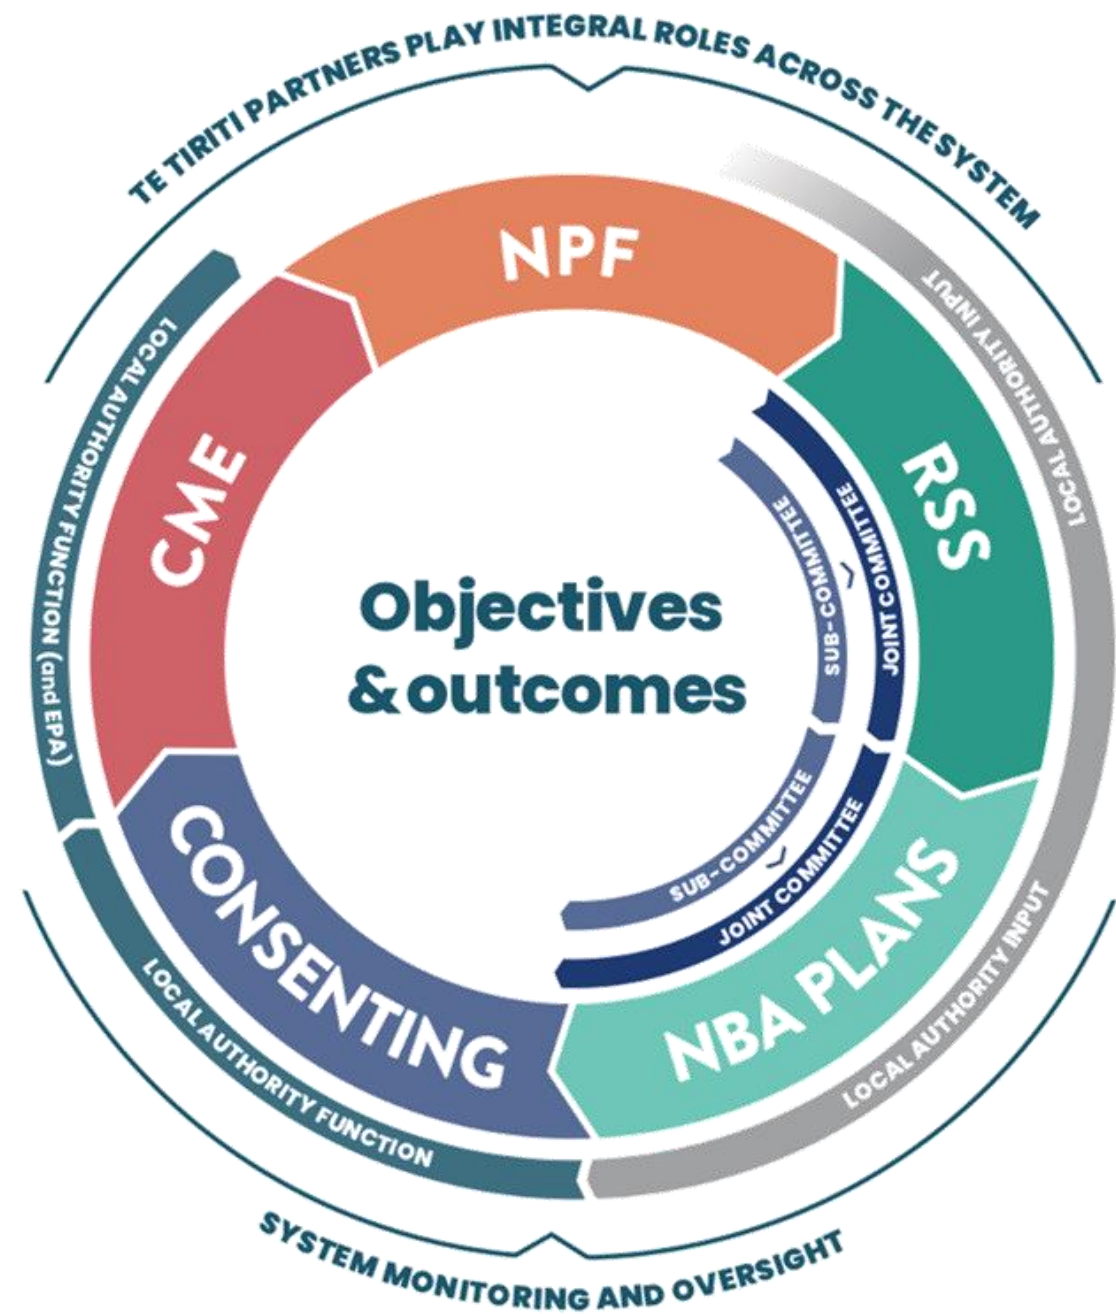 TE TIRITI PARTNERS PLAY INTEGRAL ROLES ACROSS THE SYSTEM
NPF
RSS
NBA PLANS
CONSENTING
CME
LOCAL AUTHORITY INPUT
LOCAL AUTHORITY INPUT
LOCAL AUTHORITY FUNCTION
LOCAL AUTHORITY FUNCTION (and EPA)
JOINT COMMITTEE
SUB-COMMITTEE
JOINT COMMITTEE
SUB-COMMITTEE
Objectives
& outcomes
SYSTEM MONITORING AND OVERSIGHT